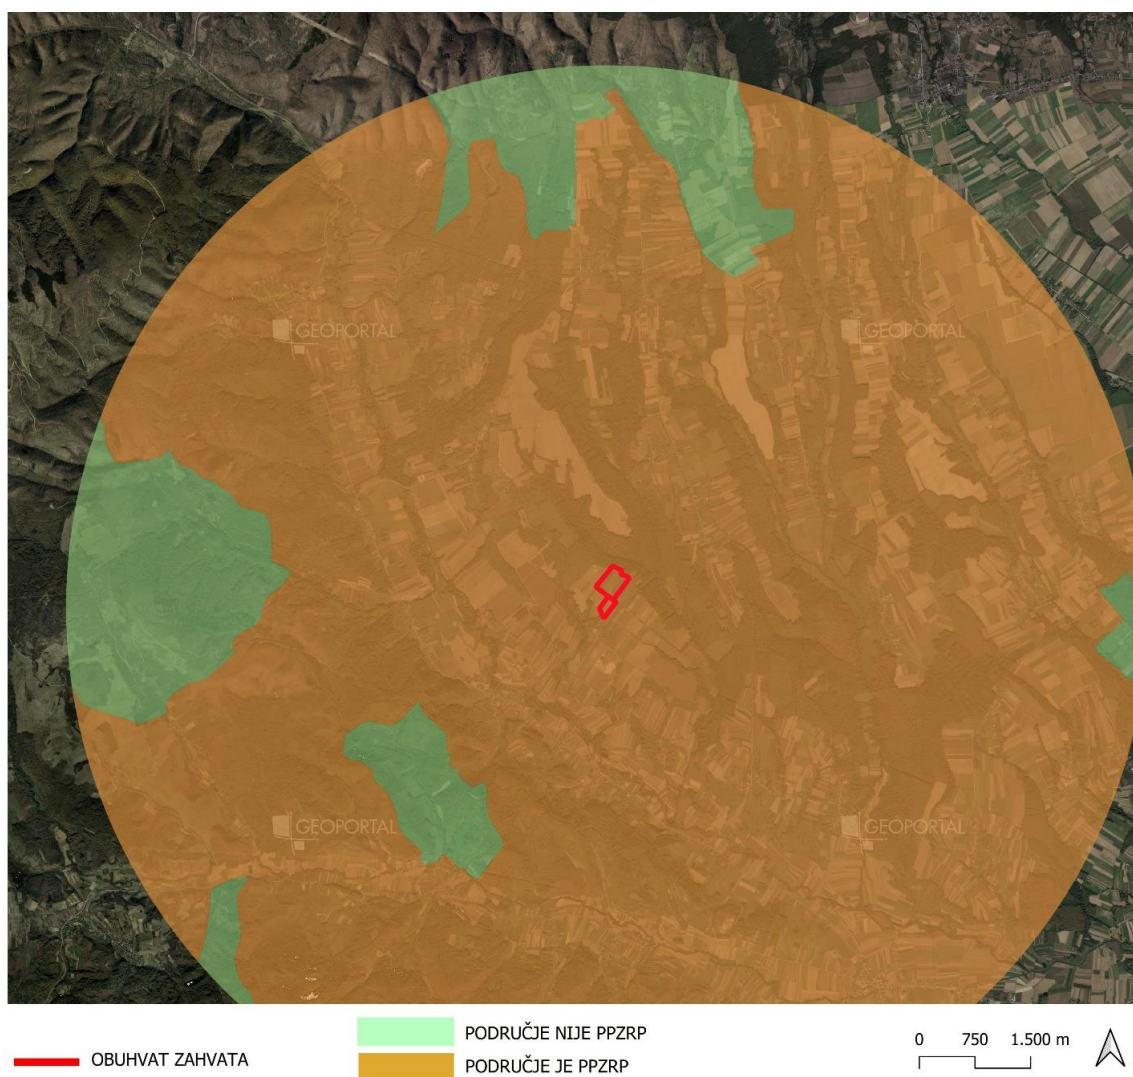 GEOPORTAL
GEOPORTAL
GEOPORTAL
GEOPORTAL
OBUHVAT ZAHVATA
PODRUČJE NIJE PPZRP
PODRUČJE JE PPZRP
0 750 1.500 m